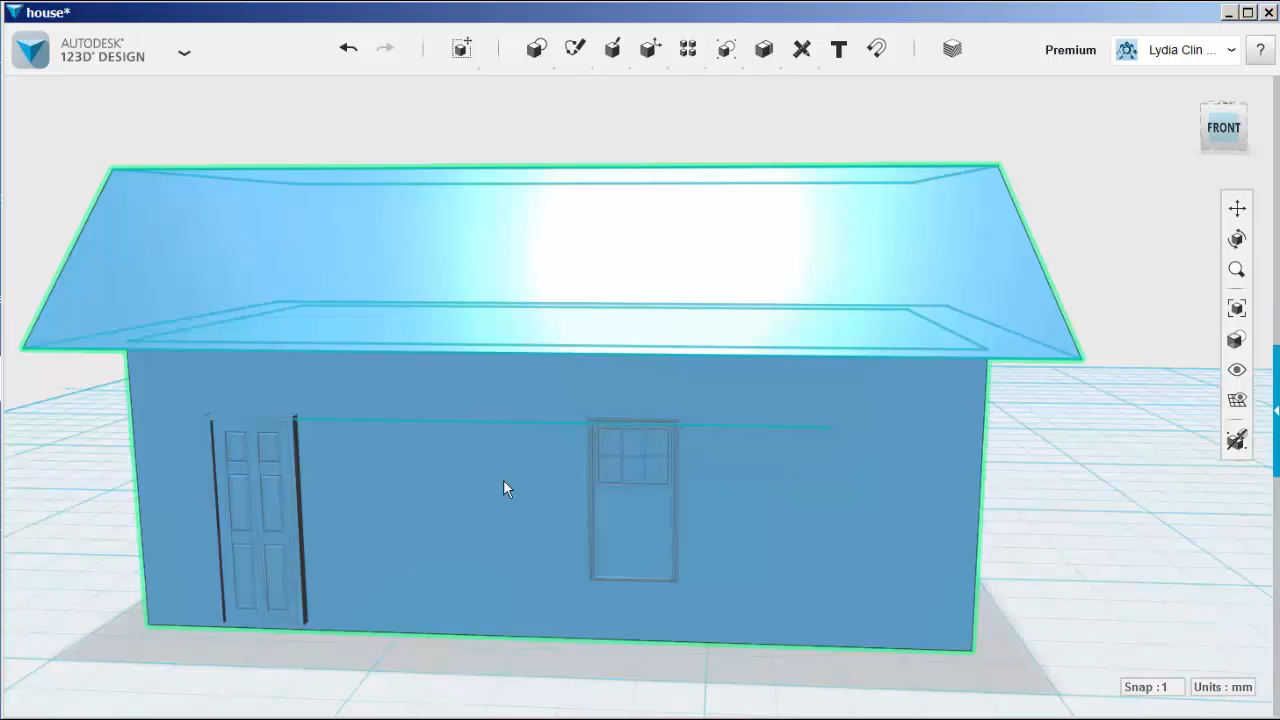 house*
AUTODESK®
123D® DESIGN
Premium
Lydia Clin ...
?
FRONT
Snap : 1
Units : mm